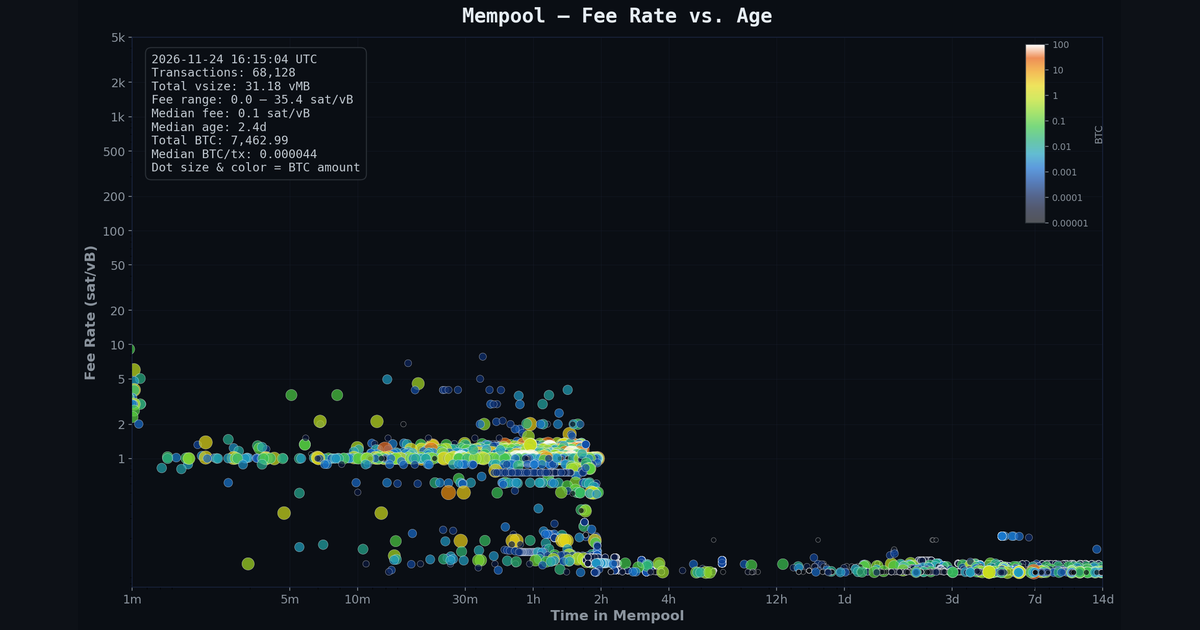 Mempool — Fee Rate vs. Age
2026-11-24 16:15:04 UTC
Transactions: 68,128
Total vsize: 31.18 vMB
Fee range: 0.0 – 35.4 sat/vB
Median fee: 0.1 sat/vB
Median age: 2.4d
Total BTC: 7,462.99
Median BTC/tx: 0.000044
Dot size & color = BTC amount
100
10
1
0.1
0.01
0.001
0.0001
0.00001
BTC
Fee Rate (sat/vB)
5k
2k
1k
500
200
100
50
20
10
5
2
1
1m 5m 10m 30m 1h 2h 4h 12h 1d 3d 7d 14d
Time in Mempool